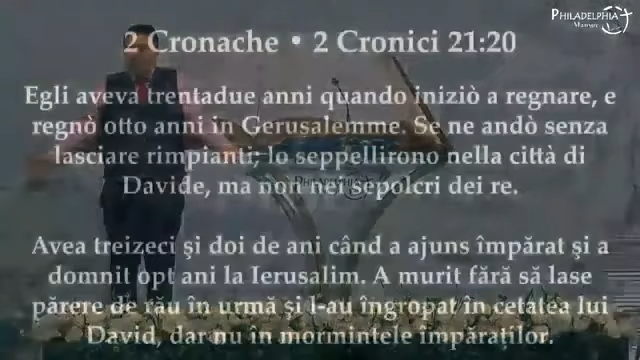 PHILADELPHIA
2 Cronache • 2 Cronici 21:20
Egli aveva trentadue anni quando iniziò a regnare, e
regnò otto anni in Gerusalemme. Se ne andò senza
lasciare rimpianti; lo seppellirono nella città di
Davide, ma non nei sepolcri dei re.
PHILADELPHIA
Avea treizeci şi doi de ani când a ajuns împărat şi a
domnit opt ani la Ierusalim. A murit fără să lase
părere de rău în urmă şi l-au îngropat în cetatea lui
David, dar nu în mormintele împăraţilor.